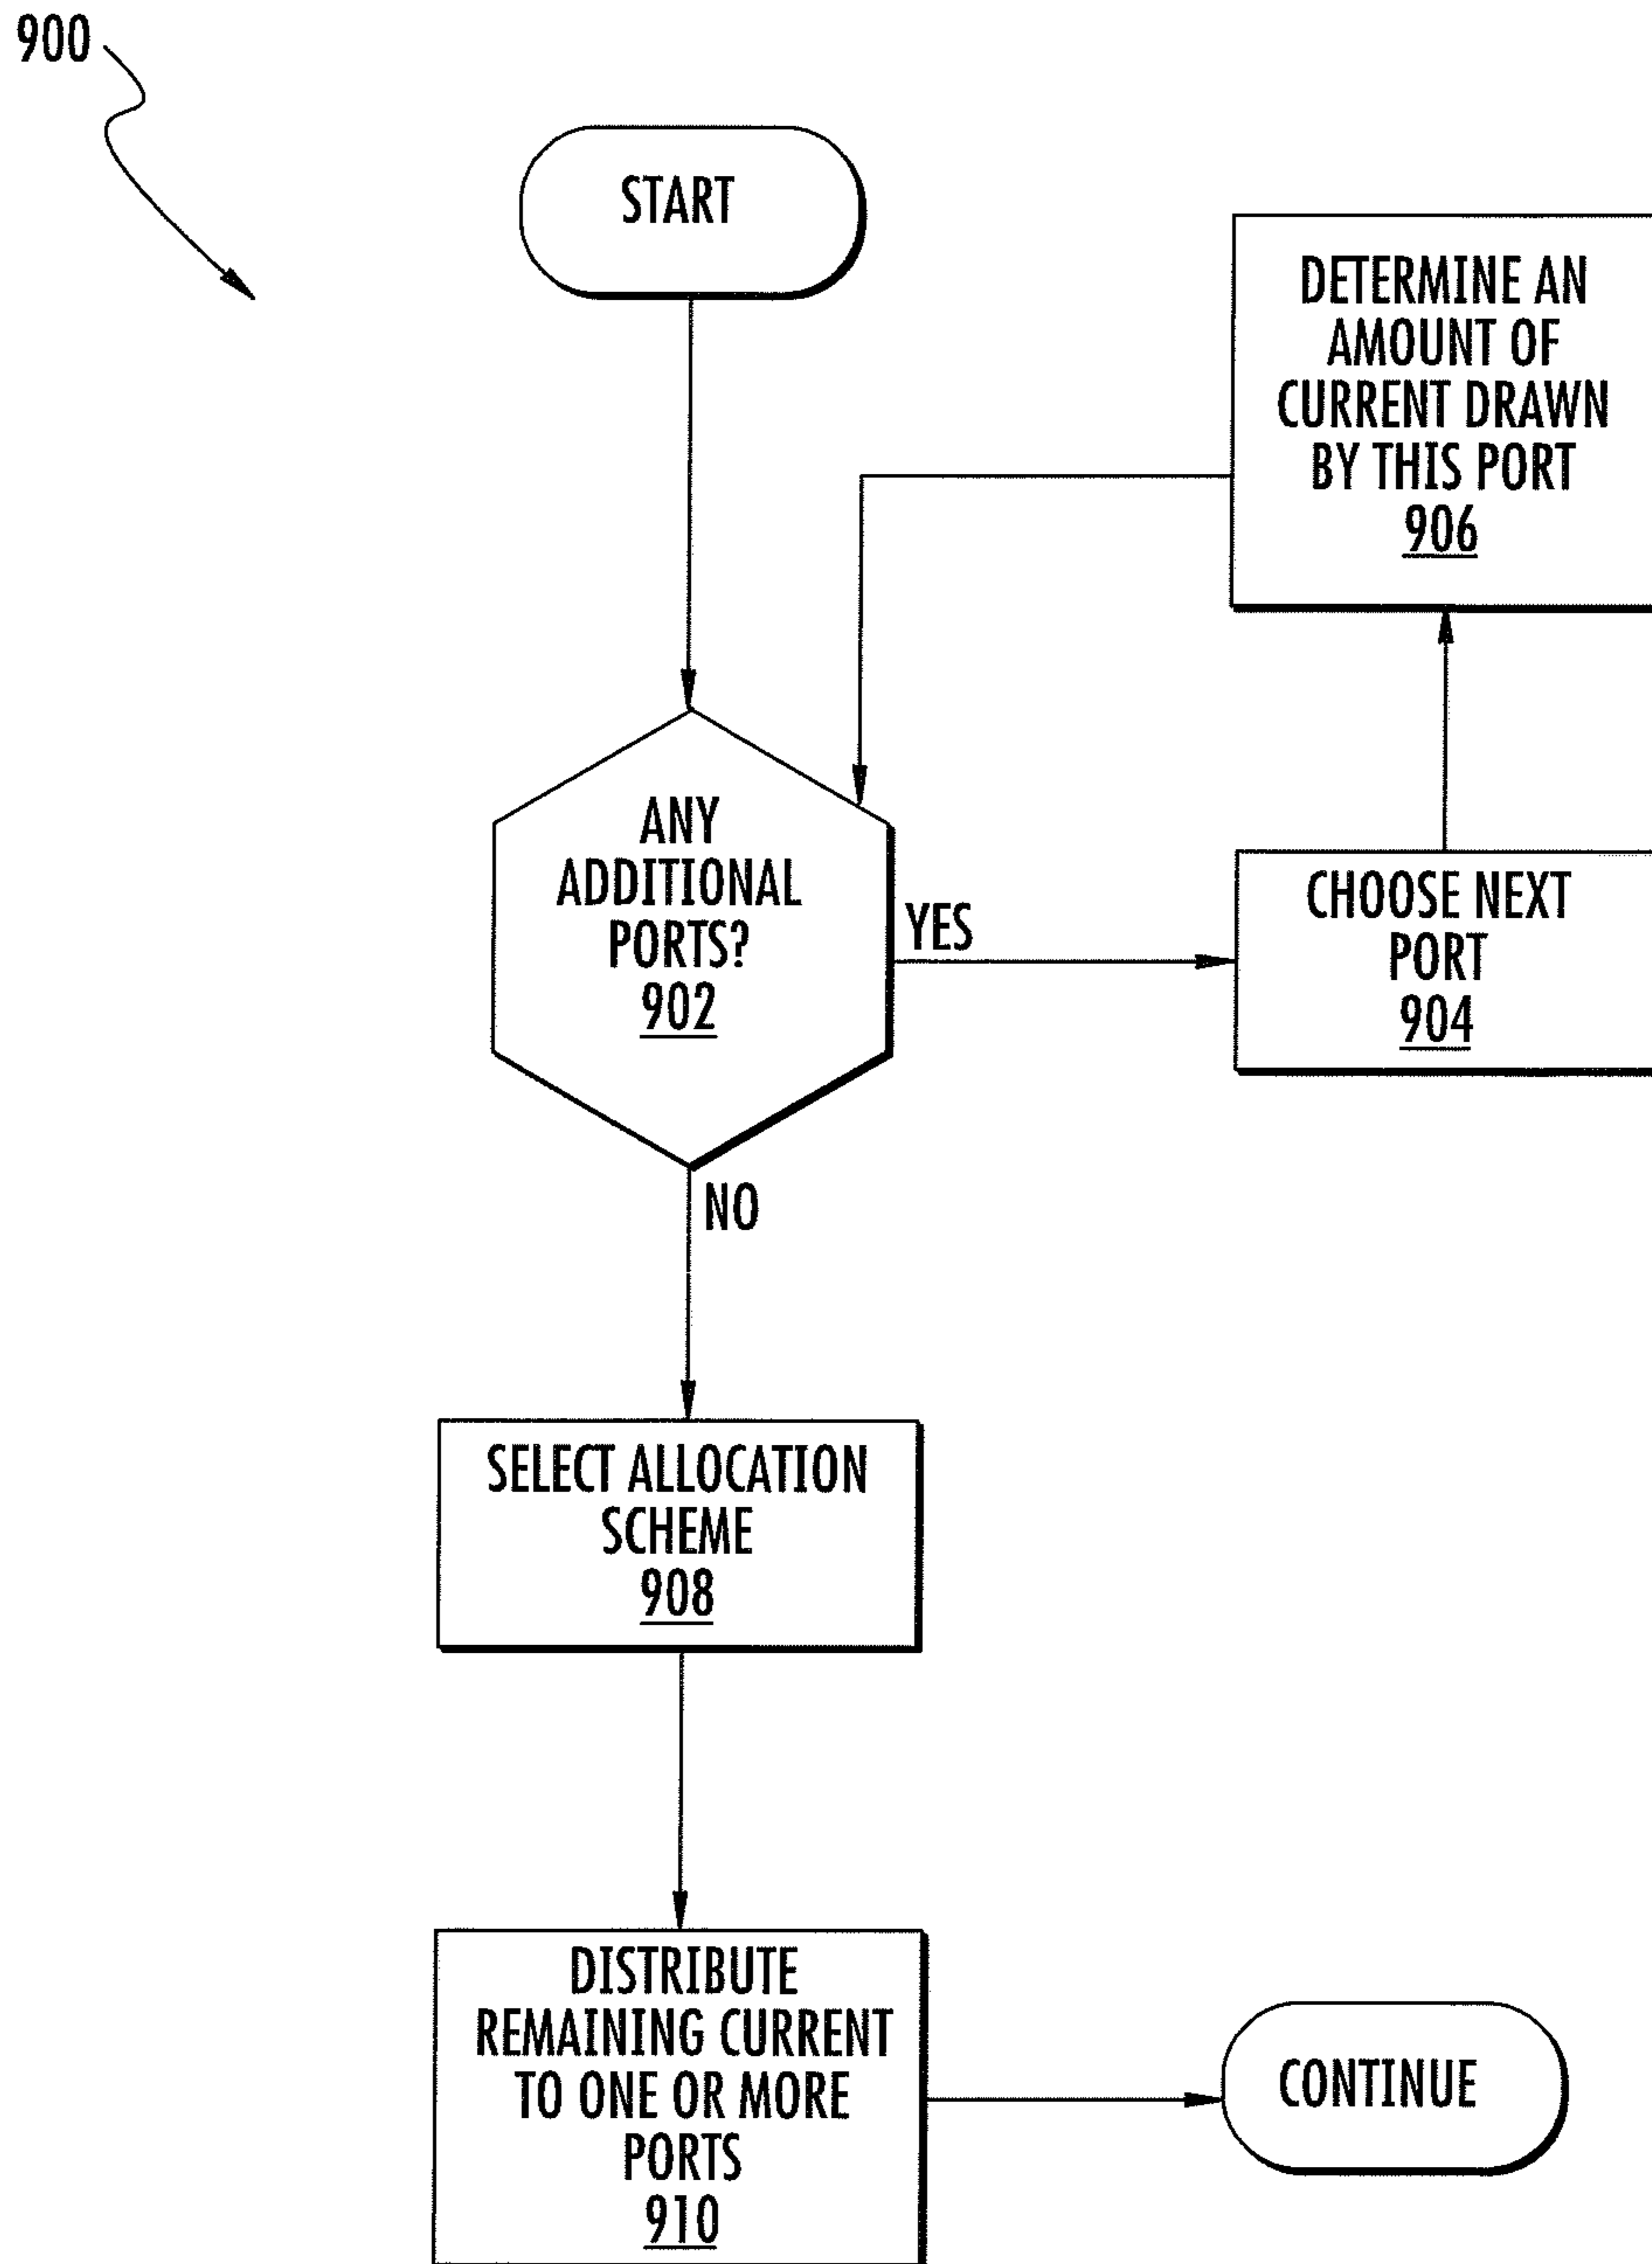 900
START
DETERMINE AN
AMOUNT OF
CURRENT DRAWN
BY THIS PORT
906
ANY
ADDITIONAL
PORTS?
902
YES
CHOOSE NEXT
PORT
904
NO
SELECT ALLOCATION
SCHEME
908
DISTRIBUTE
REMAINING CURRENT
TO ONE OR MORE
PORTS
910
CONTINUE